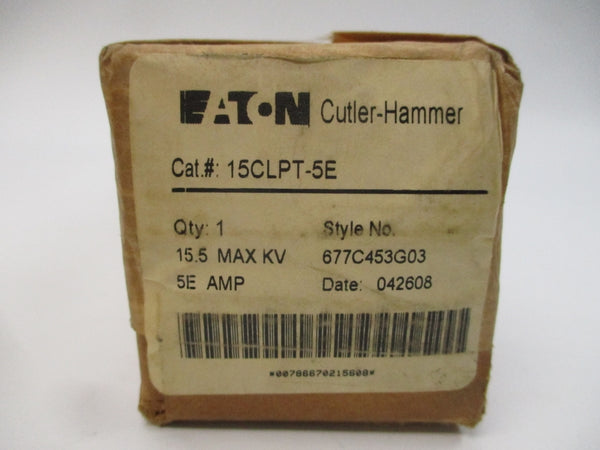 EATON Cutler-Hammer
Cat.#: 15CLPT-5E
Qty: 1 Style No.
15.5 MAX KV 677C453G03
5E AMP Date: 042608
*00786670215608*